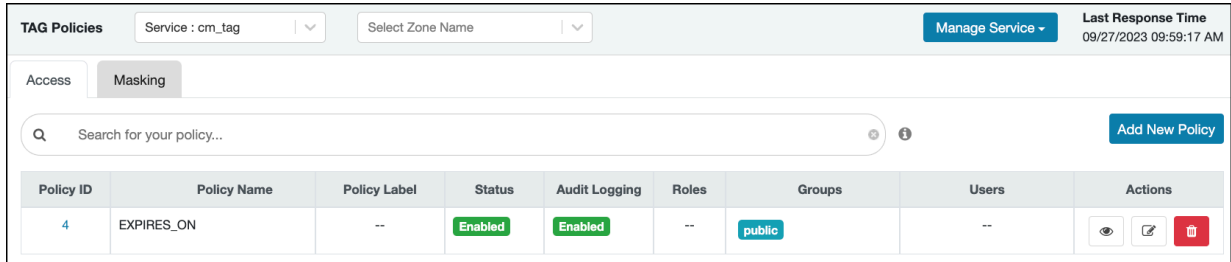 TAG Policies
Service : cm_tag
Select Zone Name
Manage Service
Last Response Time
09/27/2023 09:59:17 AM
Access
Masking
Search for your policy...
Add New Policy
Policy ID Policy Name Policy Label Status Audit Logging Roles Groups Users Actions
4 EXPIRES_ON -- Enabled Enabled -- public --